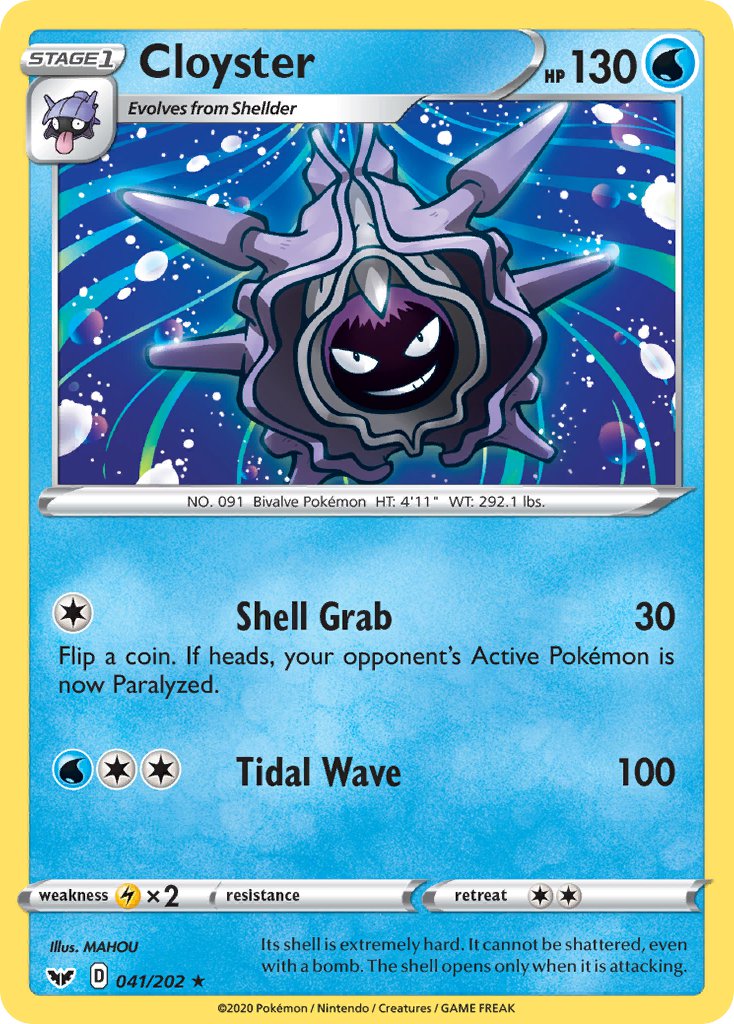 STAGE 1 Cloyster HP 130
Evolves from Shellder
NO. 091 Bivalve Pokémon HT: 4'11" WT: 292.1 lbs.
Shell Grab 30
Flip a coin. If heads, your opponent's Active Pokémon is
now Paralyzed.
Tidal Wave 100
weakness ×2 resistance retreat
Illus. MAHOU
Its shell is extremely hard. It cannot be shattered, even
with a bomb. The shell opens only when it is attacking.
D 041/202 ★
©2020 Pokémon / Nintendo / Creatures / GAME FREAK